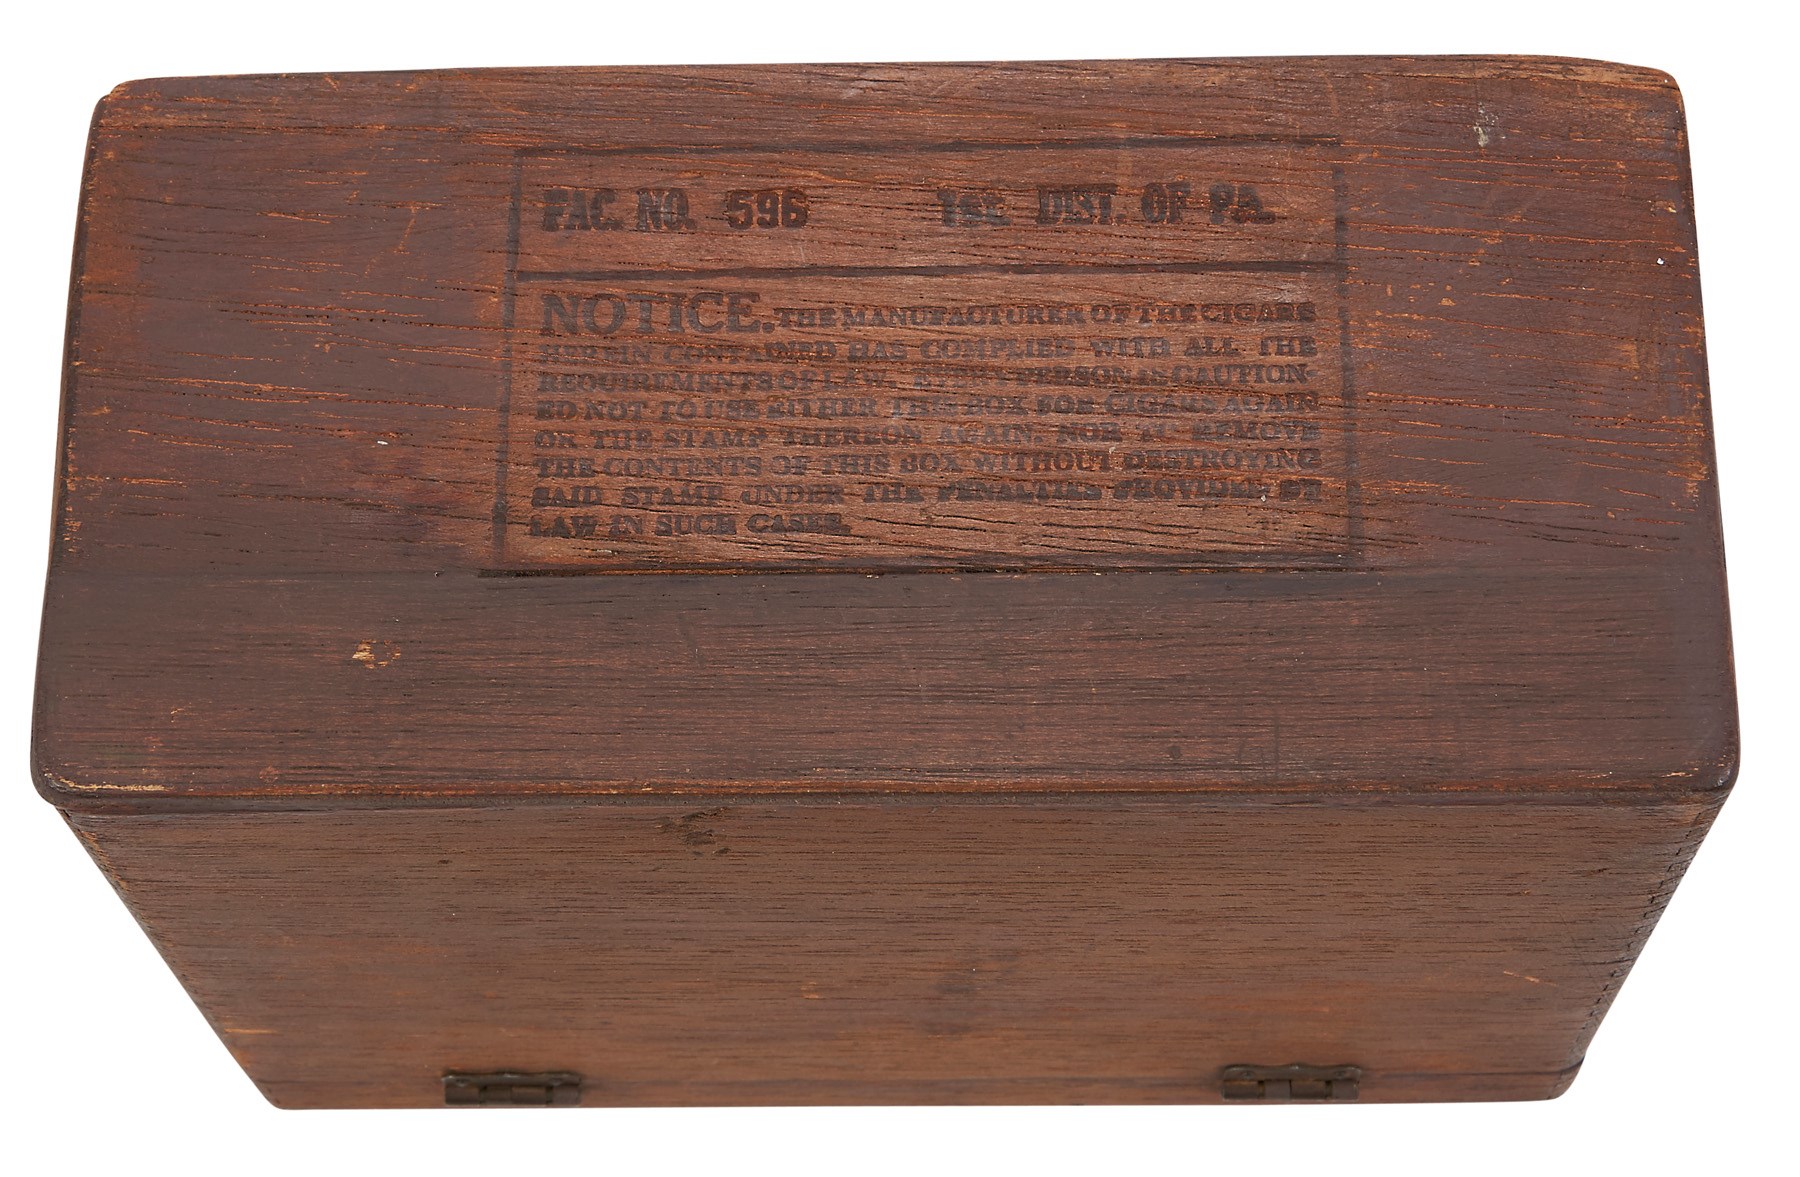 FAC. NO. 596 1st. DIST. OF PA.
NOTICE. THE MANUFACTURER OF THE CIGARS
HEREIN CONTAINED HAS COMPLIED WITH ALL THE
REQUIREMENTS OF LAW. EVERY PERSON IS CAUTION-
ED NOT TO USE EITHER THIS BOX FOR CIGARS AGAIN
OR THE STAMP THEREON AGAIN, NOR TO REMOVE
THE CONTENTS OF THIS BOX WITHOUT DESTROYING
SAID STAMP UNDER THE PENALTIES PROVIDED BY
LAW IN SUCH CASES.